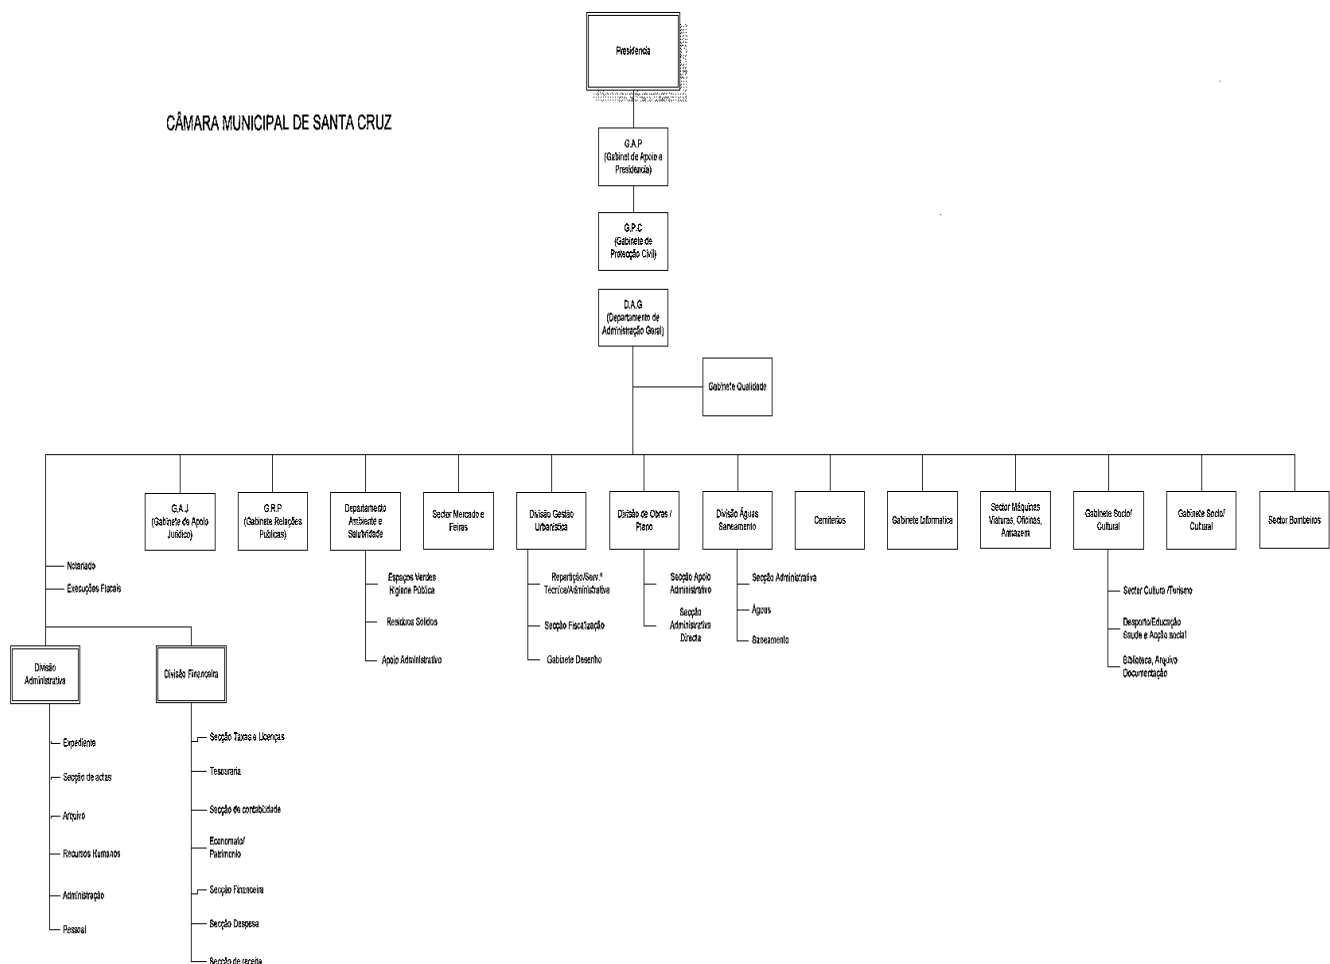 Presidencia
CÂMARA MUNICIPAL DE SANTA CRUZ
G.A.P
(Gabinet de Apoio a
Presidencia)
G.P.C
(Gabinete de
Protecção Civil)
D.A.G
(Departamento de
Administração Geral)
Gabinete Qualidade
G.A.J
(Gabinete de Apoio
Jurídico)
G.R.P
(Gabinete Relações
Públicas)
Departamento
Ambiente e
Salubridade
Sector Mercado e
Feiras
Divisão Gestão
Urbanística
Divisão de Obras /
Plano
Divisão Águas
Saneamento
Cemiterios
Gabinete Informatica
Sector Máquinas
Viaturas, Oficinas,
Armazem
Gabinete Socio/
Cultural
Gabinete Socio/
Cultural
Sector Bombeiros
Notariado
Execuções Fiscais
Espaços Verdes
Higiene Pública
Residuos Sólidos
Apoio Administrativo
Repartição/Serv.º
Técnica/Administrativa
Secção Fiscalização
Gabinete Desenho
Secção Apoio
Administrativo
Secção
Administrativa
Directa
Secção Administrativa
Águas
Saneamento
Sector Cultura /Turismo
Desporto/Educação
Saude e Acção social
Biblioteca, Arquivo
Documentação
Divisão
Administrativa
Divisão Financeira
Expediente
Secção de actas
Arquivo
Recursos Humanos
Administração
Pessoal
Secção Taxas e Licenças
Tesouraria
Secção de contabilidade
Economato/
Patrimonio
Secção Financeira
Secção Despesa
Secção de receita